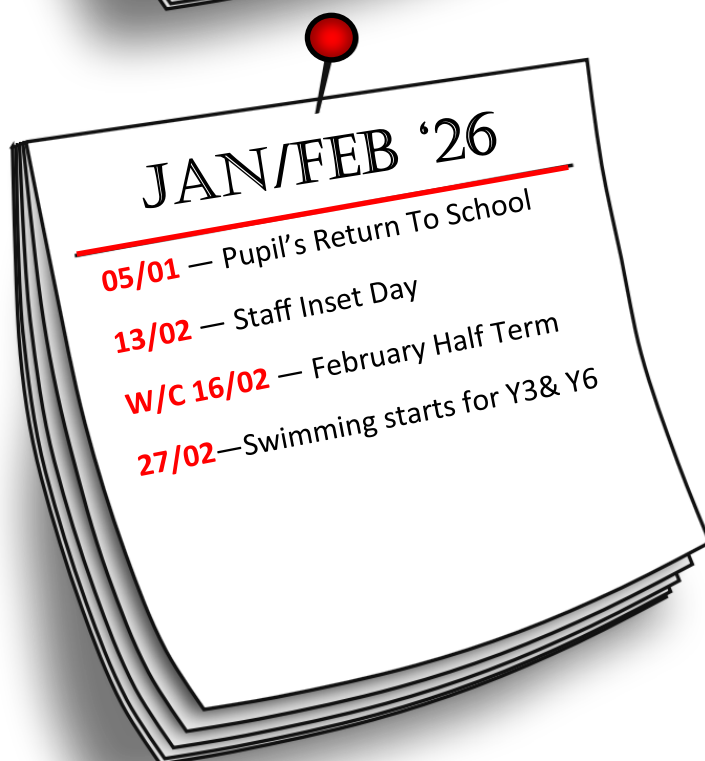 JAN/FEB ‘26
05/01 — Pupil’s Return To School
13/02 — Staff Inset Day
W/C 16/02 — February Half Term
27/02—Swimming starts for Y3& Y6